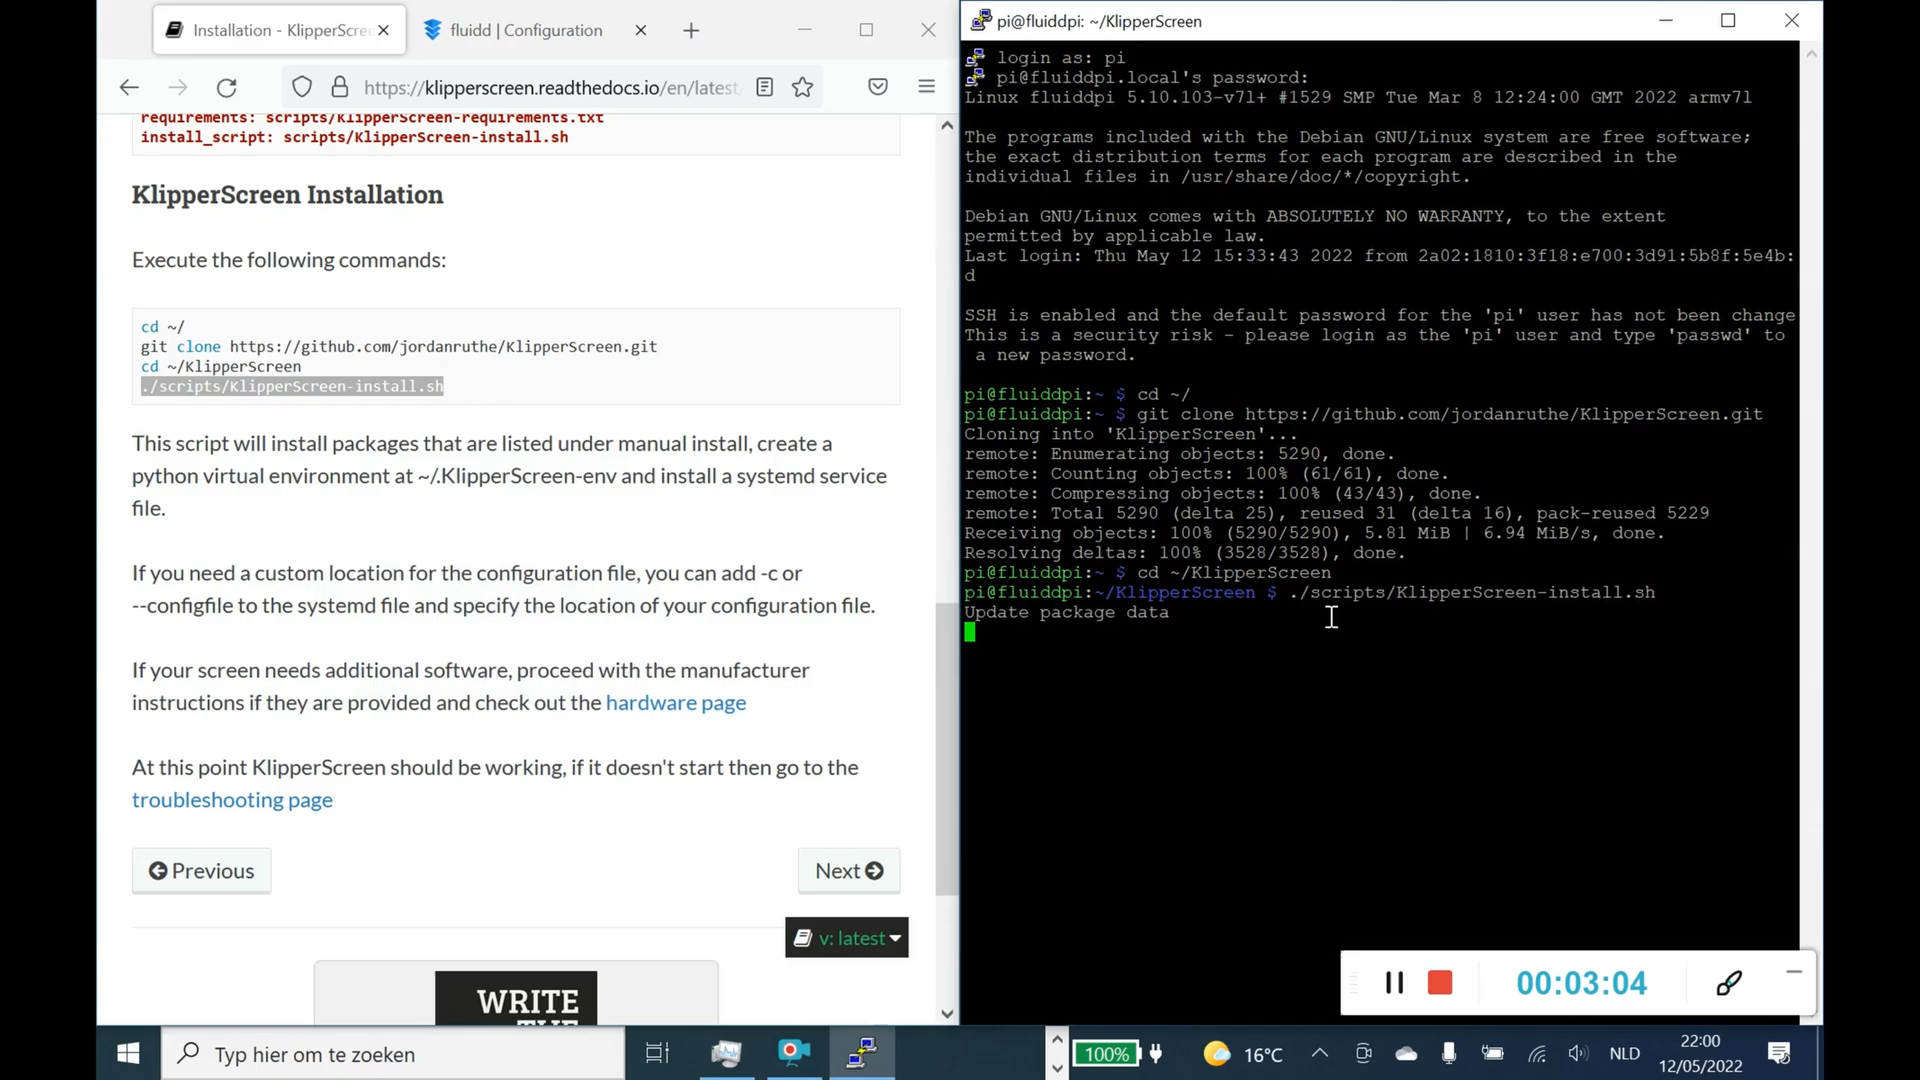 Installation - KlipperScree
fluidd | Configuration
https://klipperscreen.readthedocs.io/en/latest
requirements: scripts/KlipperScreen-requirements.txt
install_script: scripts/KlipperScreen-install.sh
KlipperScreen Installation
Execute the following commands:
cd ~/
git clone https://github.com/jordanruthe/KlipperScreen.git
cd ~/KlipperScreen
./scripts/KlipperScreen-install.sh
This script will install packages that are listed under manual install, create a
python virtual environment at ~/.KlipperScreen-env and install a systemd service
file.
If you need a custom location for the configuration file, you can add -c or
--configfile to the systemd file and specify the location of your configuration file.
If your screen needs additional software, proceed with the manufacturer
instructions if they are provided and check out the hardware page
At this point KlipperScreen should be working, if it doesn't start then go to the
troubleshooting page
Previous
Next
v: latest
WRITE
THE
pi@fluiddpi: ~/KlipperScreen
login as: pi
pi@fluiddpi.local's password:
Linux fluiddpi 5.10.103-v7l+ #1529 SMP Tue Mar 8 12:24:00 GMT 2022 armv7l
The programs included with the Debian GNU/Linux system are free software;
the exact distribution terms for each program are described in the
individual files in /usr/share/doc/*/copyright.
Debian GNU/Linux comes with ABSOLUTELY NO WARRANTY, to the extent
permitted by applicable law.
Last login: Thu May 12 15:33:43 2022 from 2a02:1810:3f18:e700:3d91:5b8f:5e4b:
d
SSH is enabled and the default password for the 'pi' user has not been change
This is a security risk - please login as the 'pi' user and type 'passwd' to
a new password.
pi@fluiddpi:~ $ cd ~/
pi@fluiddpi:~ $ git clone https://github.com/jordanruthe/KlipperScreen.git
Cloning into 'KlipperScreen'...
remote: Enumerating objects: 5290, done.
remote: Counting objects: 100% (61/61), done.
remote: Compressing objects: 100% (43/43), done.
remote: Total 5290 (delta 25), reused 31 (delta 16), pack-reused 5229
Receiving objects: 100% (5290/5290), 5.81 MiB | 6.94 MiB/s, done.
Resolving deltas: 100% (3528/3528), done.
pi@fluiddpi:~ $ cd ~/KlipperScreen
pi@fluiddpi:~/KlipperScreen $ ./scripts/KlipperScreen-install.sh
Update package data
00:03:04
Typ hier om te zoeken
100%
16°C
NLD
22:00
12/05/2022